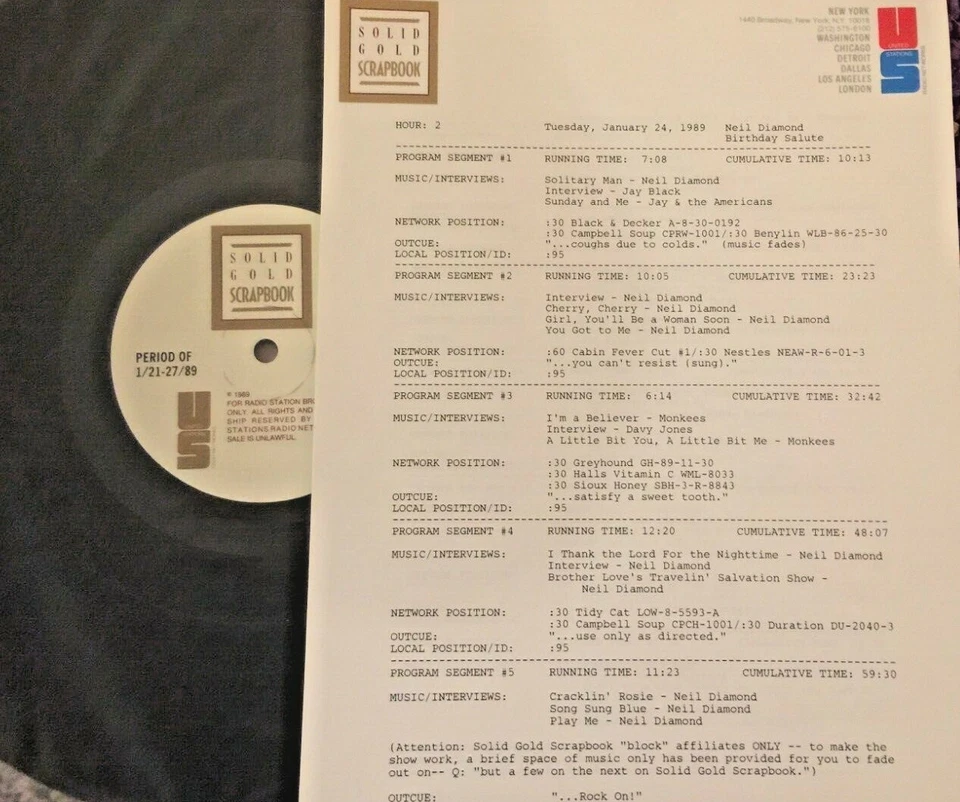 SOLID
GOLD
SCRAPBOOK
NEW YORK
1440 Broadway, New York, N.Y. 10018
(212) 575-6100
WASHINGTON
CHICAGO
DETROIT
DALLAS
LOS ANGELES
LONDON
UNITED
STATIONS
HOUR: 2 Tuesday, January 24, 1989 Neil Diamond
Birthday Salute
PROGRAM SEGMENT #1 RUNNING TIME: 7:08 CUMULATIVE TIME: 10:13
MUSIC/INTERVIEWS: Solitary Man - Neil Diamond
Interview - Jay Black
Sunday and Me - Jay & the Americans
NETWORK POSITION: :30 Black & Decker A-8-30-0192
:30 Campbell Soup CPRW-1001/:30 Benylin WLB-86-25-30
OUTCUE: "...coughs due to colds." (music fades)
LOCAL POSITION/ID: :95
PROGRAM SEGMENT #2 RUNNING TIME: 10:05 CUMULATIVE TIME: 23:23
MUSIC/INTERVIEWS: Interview - Neil Diamond
Cherry, Cherry - Neil Diamond
Girl, You'll Be a Woman Soon - Neil Diamond
You Got to Me - Neil Diamond
NETWORK POSITION: :60 Cabin Fever Cut #1/:30 Nestles NEAW-R-6-01-3
OUTCUE: "...you can't resist (sung)."
LOCAL POSITION/ID: :95
PROGRAM SEGMENT #3 RUNNING TIME: 6:14 CUMULATIVE TIME: 32:42
MUSIC/INTERVIEWS: I'm a Believer - Monkees
Interview - Davy Jones
A Little Bit You, A Little Bit Me - Monkees
NETWORK POSITION: :30 Greyhound GH-89-11-30
:30 Halls Vitamin C WML-8033
:30 Sioux Honey SBH-3-R-8843
OUTCUE: "...satisfy a sweet tooth."
LOCAL POSITION/ID: :95
PROGRAM SEGMENT #4 RUNNING TIME: 12:20 CUMULATIVE TIME: 48:07
MUSIC/INTERVIEWS: I Thank the Lord For the Nighttime - Neil Diamond
Interview - Neil Diamond
Brother Love's Travelin' Salvation Show -
Neil Diamond
NETWORK POSITION: :30 Tidy Cat LOW-8-5593-A
:30 Campbell Soup CPCH-1001/:30 Duration DU-2040-3
OUTCUE: "...use only as directed."
LOCAL POSITION/ID: :95
PROGRAM SEGMENT #5 RUNNING TIME: 11:23 CUMULATIVE TIME: 59:30
MUSIC/INTERVIEWS: Cracklin' Rosie - Neil Diamond
Song Sung Blue - Neil Diamond
Play Me - Neil Diamond
(Attention: Solid Gold Scrapbook "block" affiliates ONLY -- to make the
show work, a brief space of music only has been provided for you to fade
out on-- Q: "but a few on the next on Solid Gold Scrapbook.")
OUTCUE: "...Rock On!"
SOLID
GOLD
SCRAPBOOK
PERIOD OF
1/21-27/89
US
℗ 1989
FOR RADIO STATION BRO
ONLY. ALL RIGHTS AND
SHIP RESERVED BY
STATIONS RADIO NET
SALE IS UNLAWFUL.